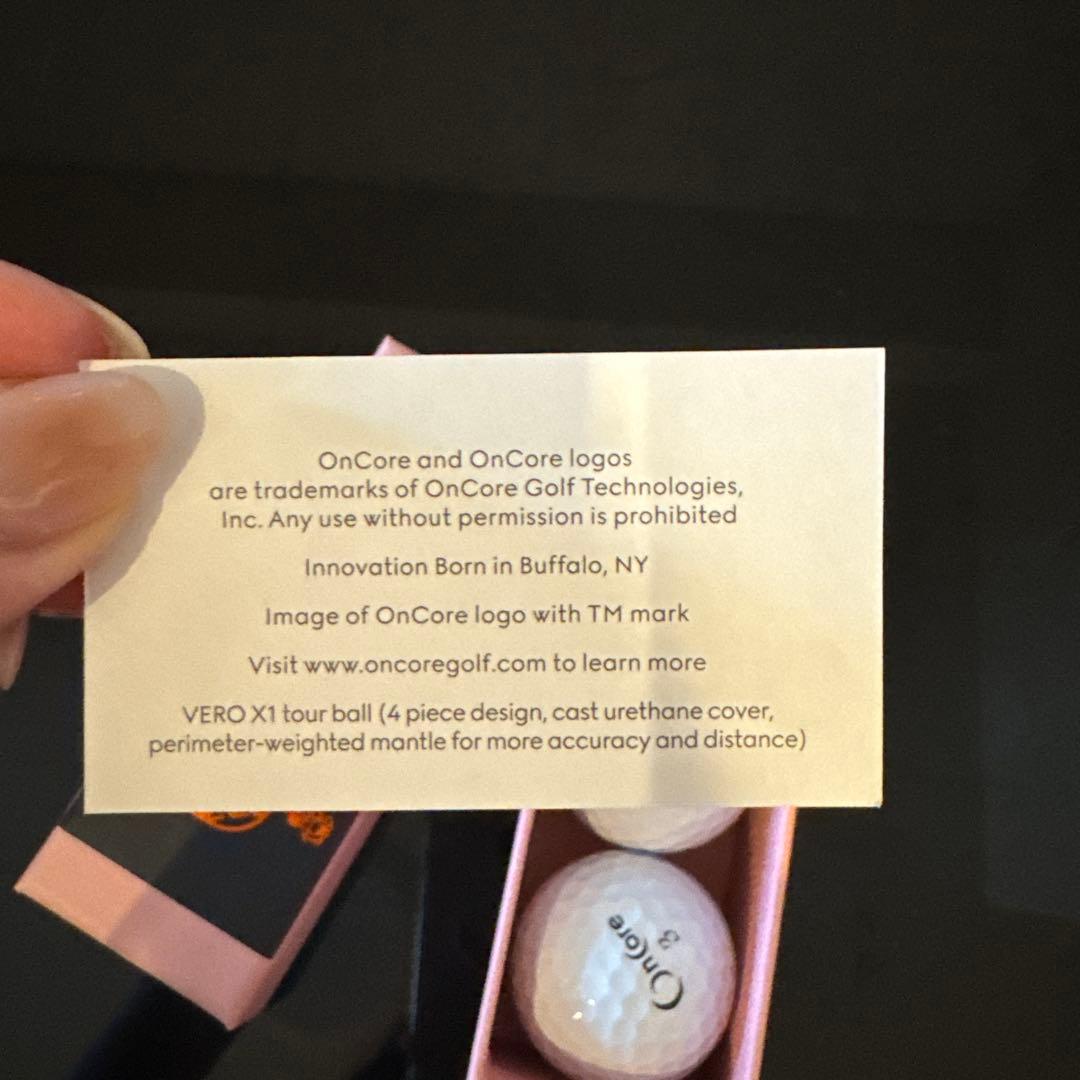 OnCore and OnCore logos
are trademarks of OnCore Golf Technologies,
Inc. Any use without permission is prohibited
Innovation Born in Buffalo, NY
Image of OnCore logo with TM mark
Visit www.oncoregolf.com to learn more
VERO X1 tour ball (4 piece design, cast urethane cover,
perimeter-weighted mantle for more accuracy and distance)
OnCore
3